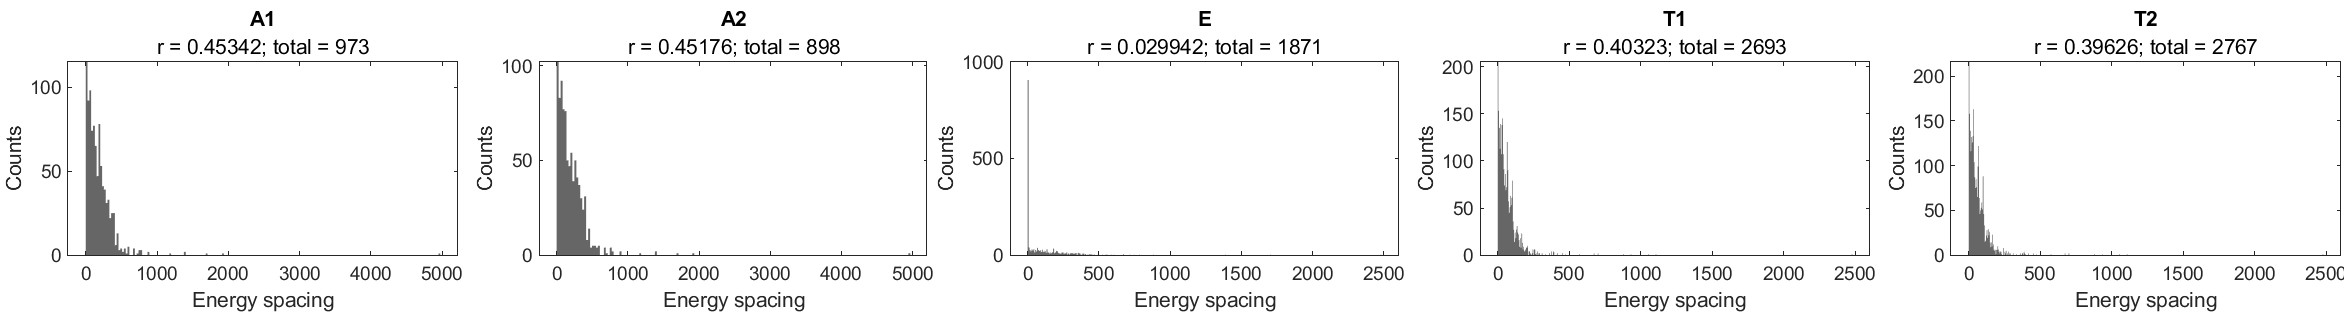 A1
r = 0.45342; total = 973
100
50
0
Counts
0 1000 2000 3000 4000 5000
Energy spacing
A2
r = 0.45176; total = 898
100
50
0
Counts
0 1000 2000 3000 4000 5000
Energy spacing
E
r = 0.029942; total = 1871
1000
500
0
Counts
0 500 1000 1500 2000 2500
Energy spacing
T1
r = 0.40323; total = 2693
200
150
100
50
0
Counts
0 500 1000 1500 2000 2500
Energy spacing
T2
r = 0.39626; total = 2767
200
150
100
50
0
Counts
0 500 1000 1500 2000 2500
Energy spacing